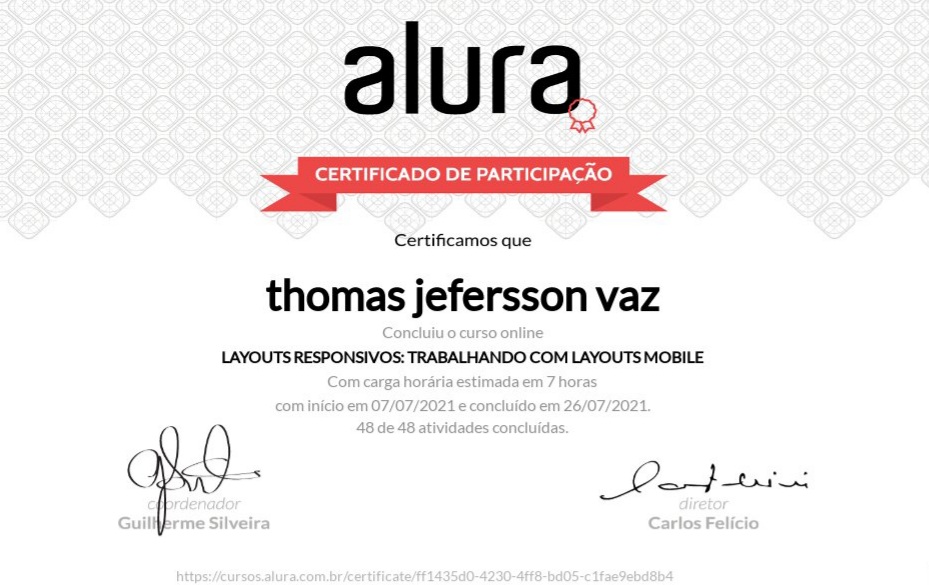 alura
CERTIFICADO DE PARTICIPAÇÃO
Certificamos que
thomas jefersson vaz
Concluiu o curso online
LAYOUTS RESPONSIVOS: TRABALHANDO COM LAYOUTS MOBILE
Com carga horária estimada em 7 horas
com início em 07/07/2021 e concluído em 26/07/2021.
48 de 48 atividades concluídas.
coordenador
Guilherme Silveira
diretor
Carlos Felício
https://cursos.alura.com.br/certificate/ff1435d0-4230-4ff8-bd05-c1fae9ebd8b4